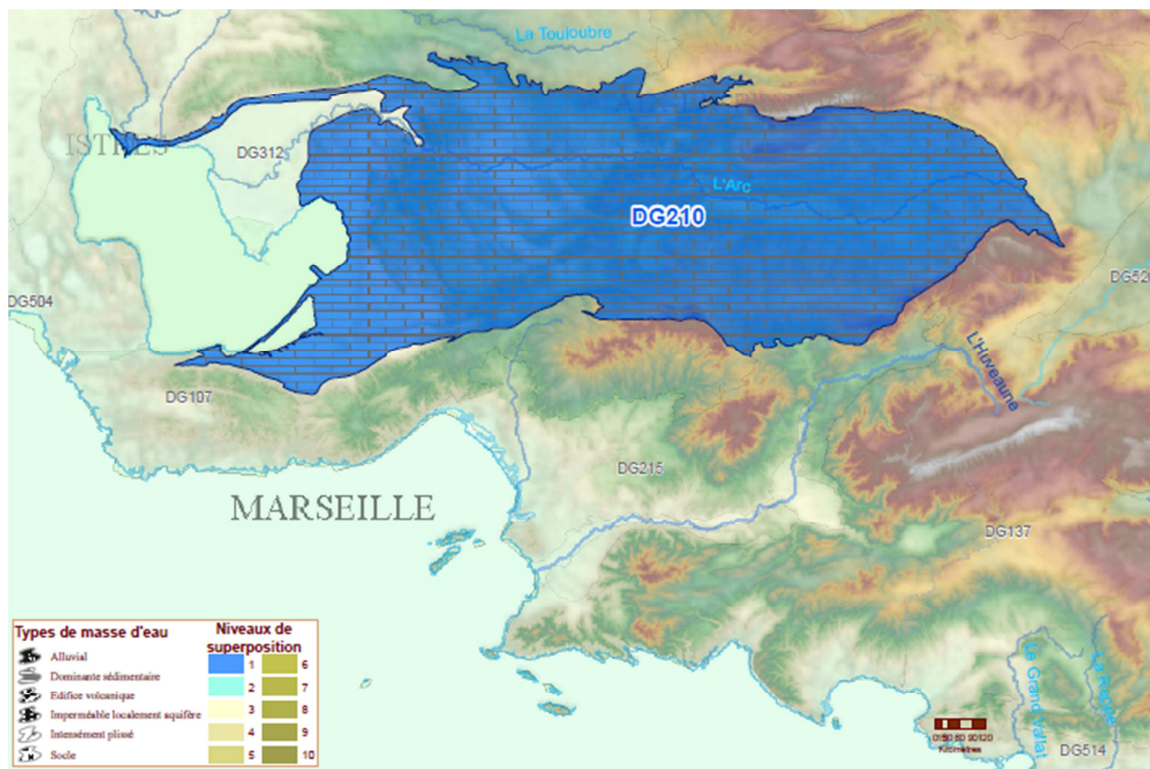 La Touloubre
ISTRES
DG312
L'Arc
DG210
DG504
DG520
L'Huveaune
DG107
DG215
MARSEILLE
DG137
Le Grand Vallat
La Reppe
DG514
Types de masse d'eau
Alluvial
Dominante sédimentaire
Edifice volcanique
Imperméable localement aquifère
Intensément plissé
Socle
Niveaux de
superposition
1 6
2 7
3 8
4 9
5 10
Kilomètres